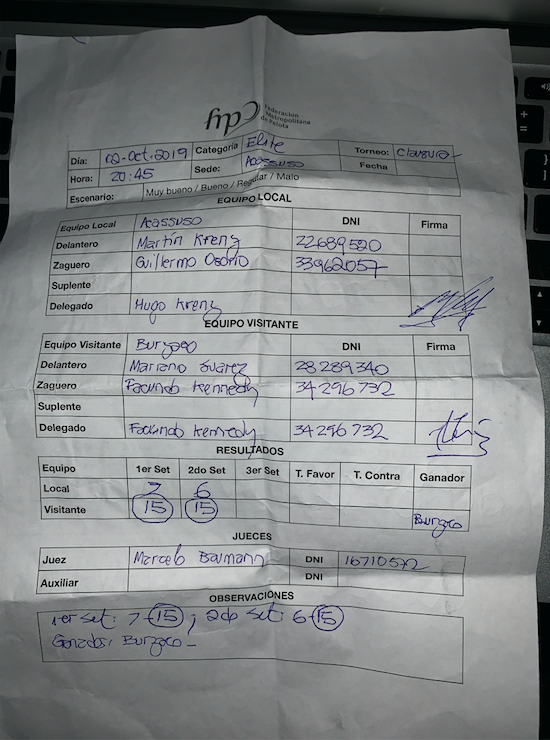 fmp
Federación
Metropolitana
de Pelota
Día: 02-Oct-2019 Categoría Elite Torneo: Clausura
Hora: 20:45 Sede: Acassuso Fecha
Escenario: Muy bueno / Bueno / Regular / Malo
EQUIPO LOCAL
Equipo Local Acassuso DNI Firma
Delantero Martin Krenz 22689520
Zaguero Guillermo Osorio 33962057
Suplente
Delegado Hugo Krenz
EQUIPO VISITANTE
Equipo Visitante Burzaco DNI Firma
Delantero Mariano Suarez 28289340
Zaguero Facundo Kennedy 34296732
Suplente
Delegado Facundo Kennedy 34296732
RESULTADOS
Equipo 1er Set 2do Set 3er Set T. Favor T. Contra Ganador
Local 7 6
Visitante 15 15 Burzaco
JUECES
Juez Marcelo Baumann DNI 16710572
Auxiliar DNI
OBSERVACIONES
1er set: 7-15; 2do set: 6-15
Ganador: Burzaco-